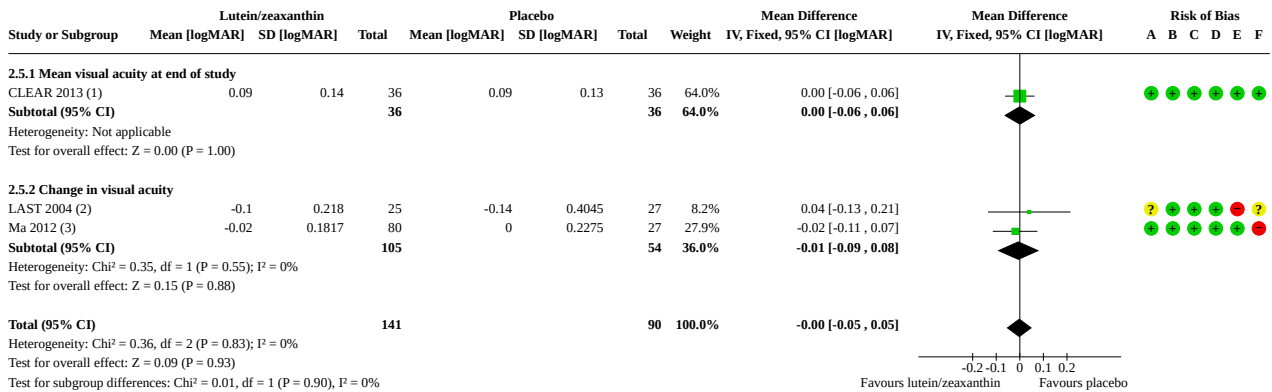 Lutein/zeaxanthin Placebo Mean Difference Mean Difference Risk of Bias
Study or Subgroup Mean [logMAR] SD [logMAR] Total Mean [logMAR] SD [logMAR] Total Weight IV, Fixed, 95% CI [logMAR] IV, Fixed, 95% CI [logMAR] A B C D E F
2.5.1 Mean visual acuity at end of study
CLEAR 2013 (1) 0.09 0.14 36 0.09 0.13 36 64.0% 0.00 [-0.06 , 0.06] + + + + + +
Subtotal (95% CI) 36 36 64.0% 0.00 [-0.06 , 0.06]
Heterogeneity: Not applicable
Test for overall effect: Z = 0.00 (P = 1.00)
2.5.2 Change in visual acuity
LAST 2004 (2) -0.1 0.218 25 -0.14 0.4045 27 8.2% 0.04 [-0.13 , 0.21] ? + + + − ?
Ma 2012 (3) -0.02 0.1817 80 0 0.2275 27 27.9% -0.02 [-0.11 , 0.07] + + + + + −
Subtotal (95% CI) 105 54 36.0% -0.01 [-0.09 , 0.08]
Heterogeneity: Chi² = 0.35, df = 1 (P = 0.55); I² = 0%
Test for overall effect: Z = 0.15 (P = 0.88)
Total (95% CI) 141 90 100.0% -0.00 [-0.05 , 0.05]
Heterogeneity: Chi² = 0.36, df = 2 (P = 0.83); I² = 0%
Test for overall effect: Z = 0.09 (P = 0.93)
-0.2 -0.1 0 0.1 0.2
Test for subgroup differences: Chi² = 0.01, df = 1 (P = 0.90), I² = 0% Favours lutein/zeaxanthin Favours placebo